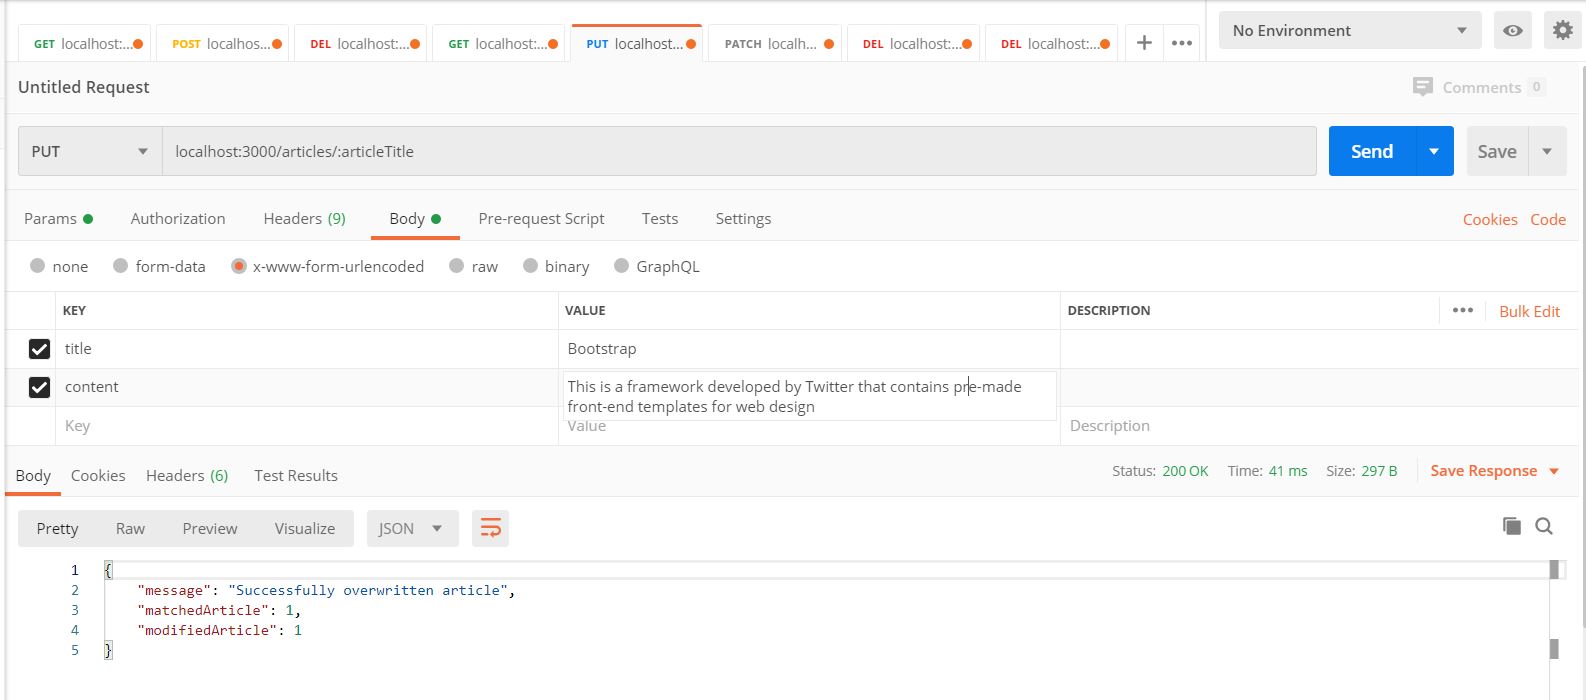 GET localhost:... POST localhos... DEL localhost:... GET localhost:... PUT localhost... PATCH localh... DEL localhost:... DEL localhost:... + ••• No Environment
Untitled Request Comments 0
PUT localhost:3000/articles/:articleTitle Send Save
Params Authorization Headers (9) Body Pre-request Script Tests Settings Cookies Code
none form-data x-www-form-urlencoded raw binary GraphQL
KEY VALUE DESCRIPTION ••• Bulk Edit
title Bootstrap
content This is a framework developed by Twitter that contains pre-made
front-end templates for web design
Key Value Description
Body Cookies Headers (6) Test Results Status: 200 OK Time: 41 ms Size: 297 B Save Response
Pretty Raw Preview Visualize JSON
1 {
2 "message": "Successfully overwritten article",
3 "matchedArticle": 1,
4 "modifiedArticle": 1
5 }